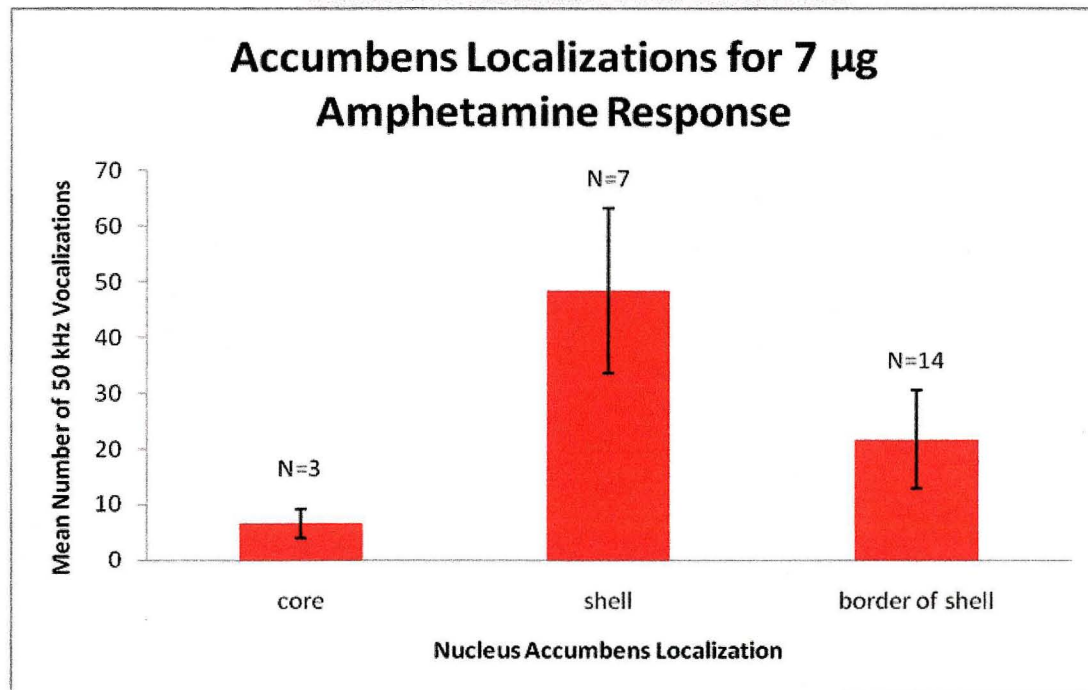 Accumbens Localizations for 7 µg
Amphetamine Response
Mean Number of 50 kHz Vocalizations
70
60
50
40
30
20
10
0
N=3
N=7
N=14
core
shell
border of shell
Nucleus Accumbens Localization